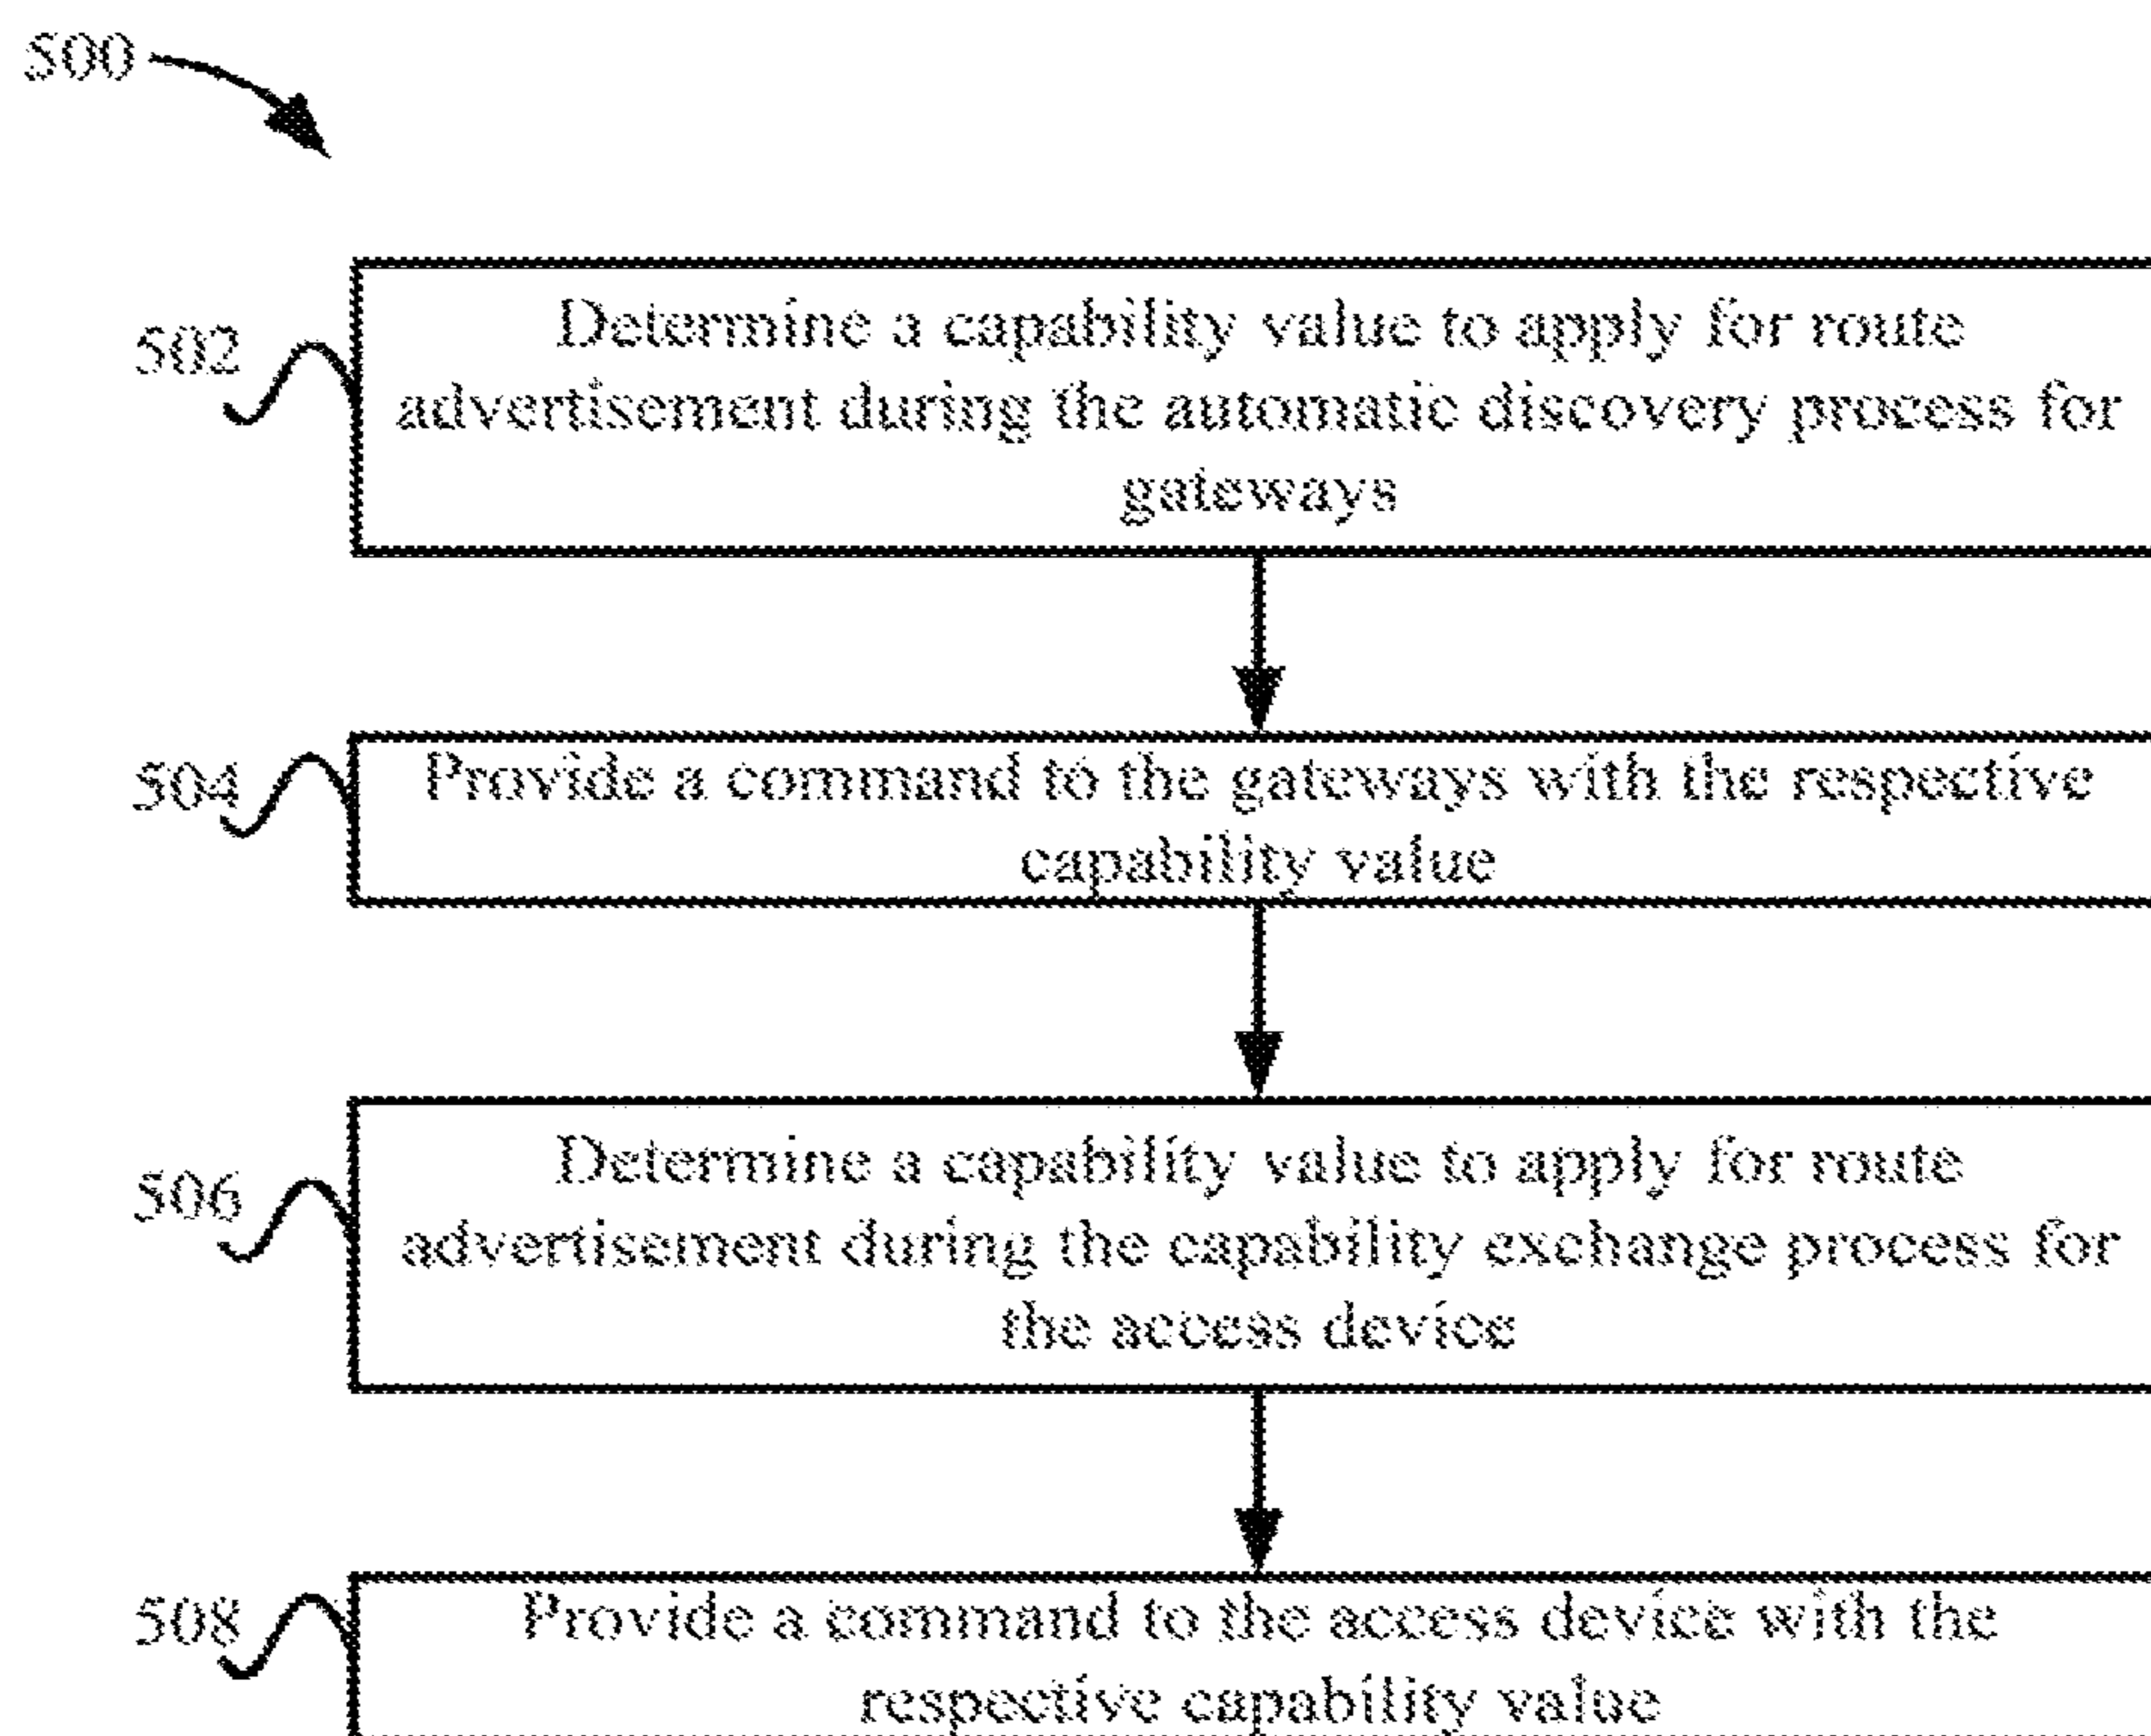 500
502
Determine a capability value to apply for route
advertisement during the automatic discovery process for
gateways
504
Provide a command to the gateways with the respective
capability value
506
Determine a capability value to apply for route
advertisement during the capability exchange process for
the access device
508
Provide a command to the access device with the
respective capability value